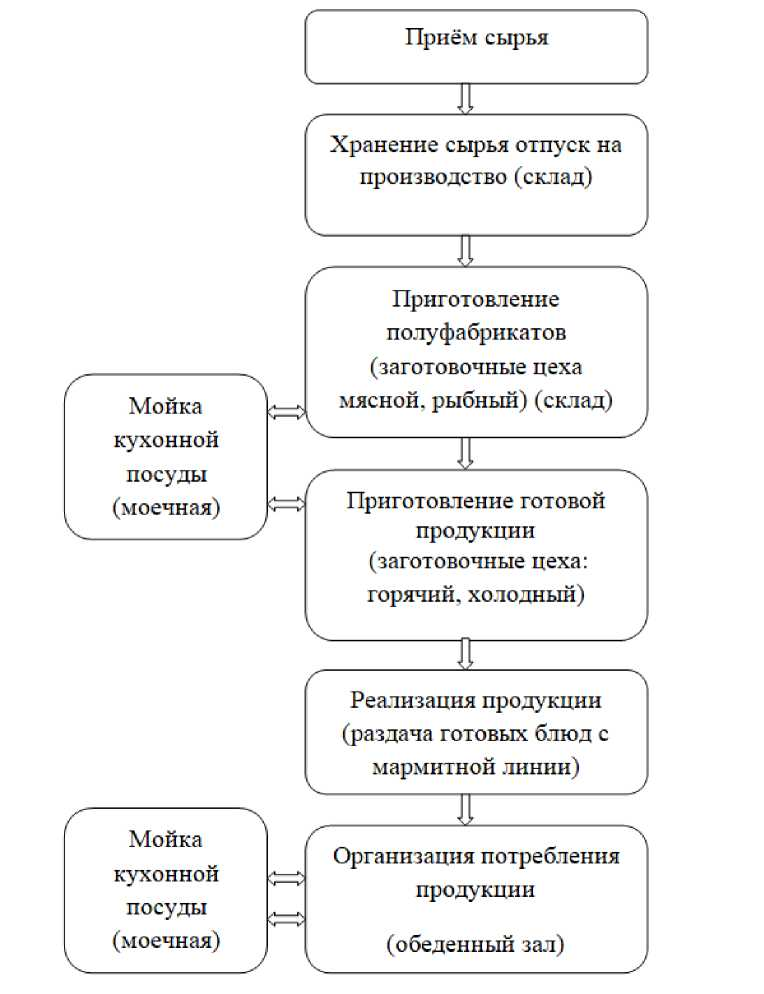 Приём сырья
Хранение сырья отпуск на
производство (склад)
Приготовление
полуфабрикатов
(заготовочные цеха
мясной, рыбный) (склад)
Мойка
кухонной
посуды
(моечная)
Приготовление готовой
продукции
(заготовочные цеха:
горячий, холодный)
Реализация продукции
(раздача готовых блюд с
мармитной линии)
Мойка
кухонной
посуды
(моечная)
Организация потребления
продукции
(обеденный зал)